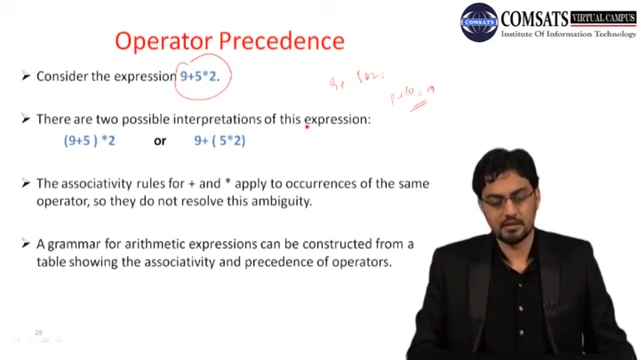 COMSATS VIRTUAL CAMPUS
Institute Of Information Technology
Operator Precedence
Consider the expression 9+5*2.
There are two possible interpretations of this expression:
(9+5 ) *2 or 9+ ( 5*2)
The associativity rules for + and * apply to occurrences of the same
operator, so they do not resolve this ambiguity.
A grammar for arithmetic expressions can be constructed from a
table showing the associativity and precedence of operators.
29